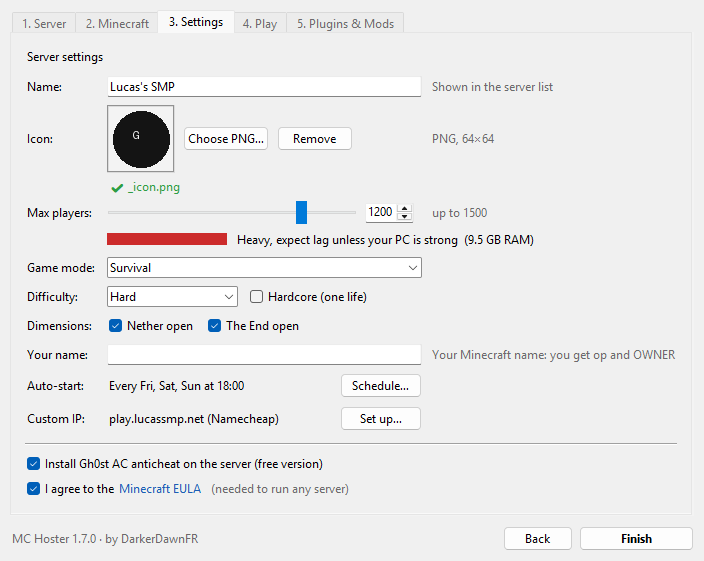 1. Server 2. Minecraft 3. Settings 4. Play 5. Plugins & Mods
Server settings
Name: Lucas's SMP Shown in the server list
G
Icon: Choose PNG... Remove PNG, 64×64
_icon.png
Max players: 1200 up to 1500
Heavy, expect lag unless your PC is strong (9.5 GB RAM)
Game mode: Survival
Difficulty: Hard Hardcore (one life)
Dimensions: Nether open The End open
Your name: Your Minecraft name: you get op and OWNER
Auto-start: Every Fri, Sat, Sun at 18:00 Schedule...
Custom IP: play.lucassmp.net (Namecheap) Set up...
Install Gh0st AC anticheat on the server (free version)
I agree to the Minecraft EULA (needed to run any server)
MC Hoster 1.7.0 · by DarkerDawnFR Back Finish